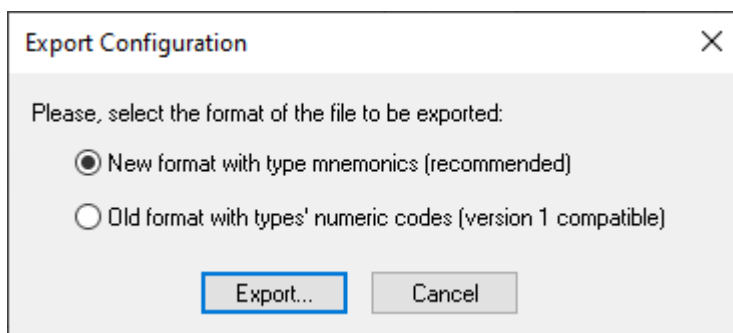 Export Configuration
Please, select the format of the file to be exported:
New format with type mnemonics (recommended)
Old format with types' numeric codes (version 1 compatible)
Export... Cancel